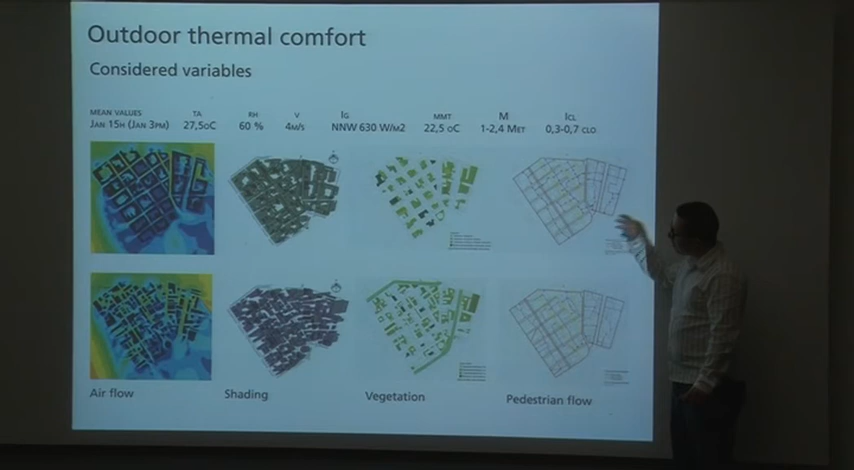 Outdoor thermal comfort
Considered variables
MEAN VALUES TA RH V IG MMT M ICL
JAN 15H (JAN 3PM) 27,5oC 60 % 4M/S NNW 630 W/M2 22,5 oC 1-2,4 MET 0,3-0,7 CLO
Air flow Shading Vegetation Pedestrian flow